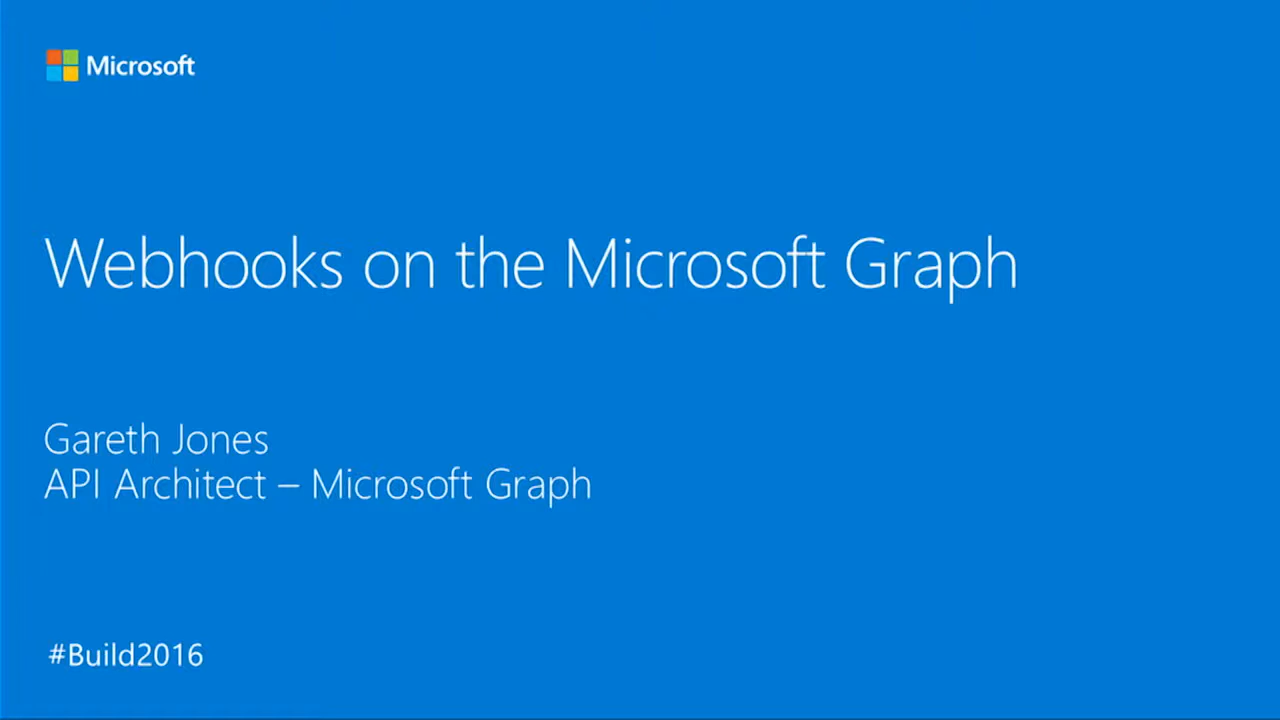 Microsoft
Webhooks on the Microsoft Graph
Gareth Jones
API Architect – Microsoft Graph
#Build2016